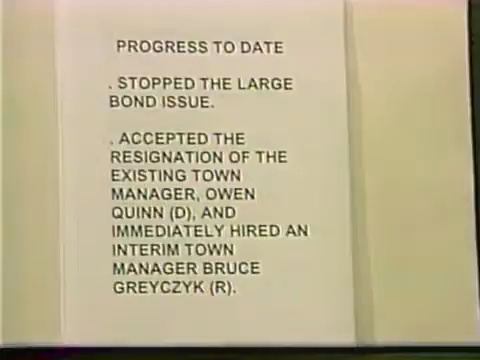 PROGRESS TO DATE
. STOPPED THE LARGE
BOND ISSUE.
. ACCEPTED THE
RESIGNATION OF THE
EXISTING TOWN
MANAGER, OWEN
QUINN (D), AND
IMMEDIATELY HIRED AN
INTERIM TOWN
MANAGER BRUCE
GREYCZYK (R).